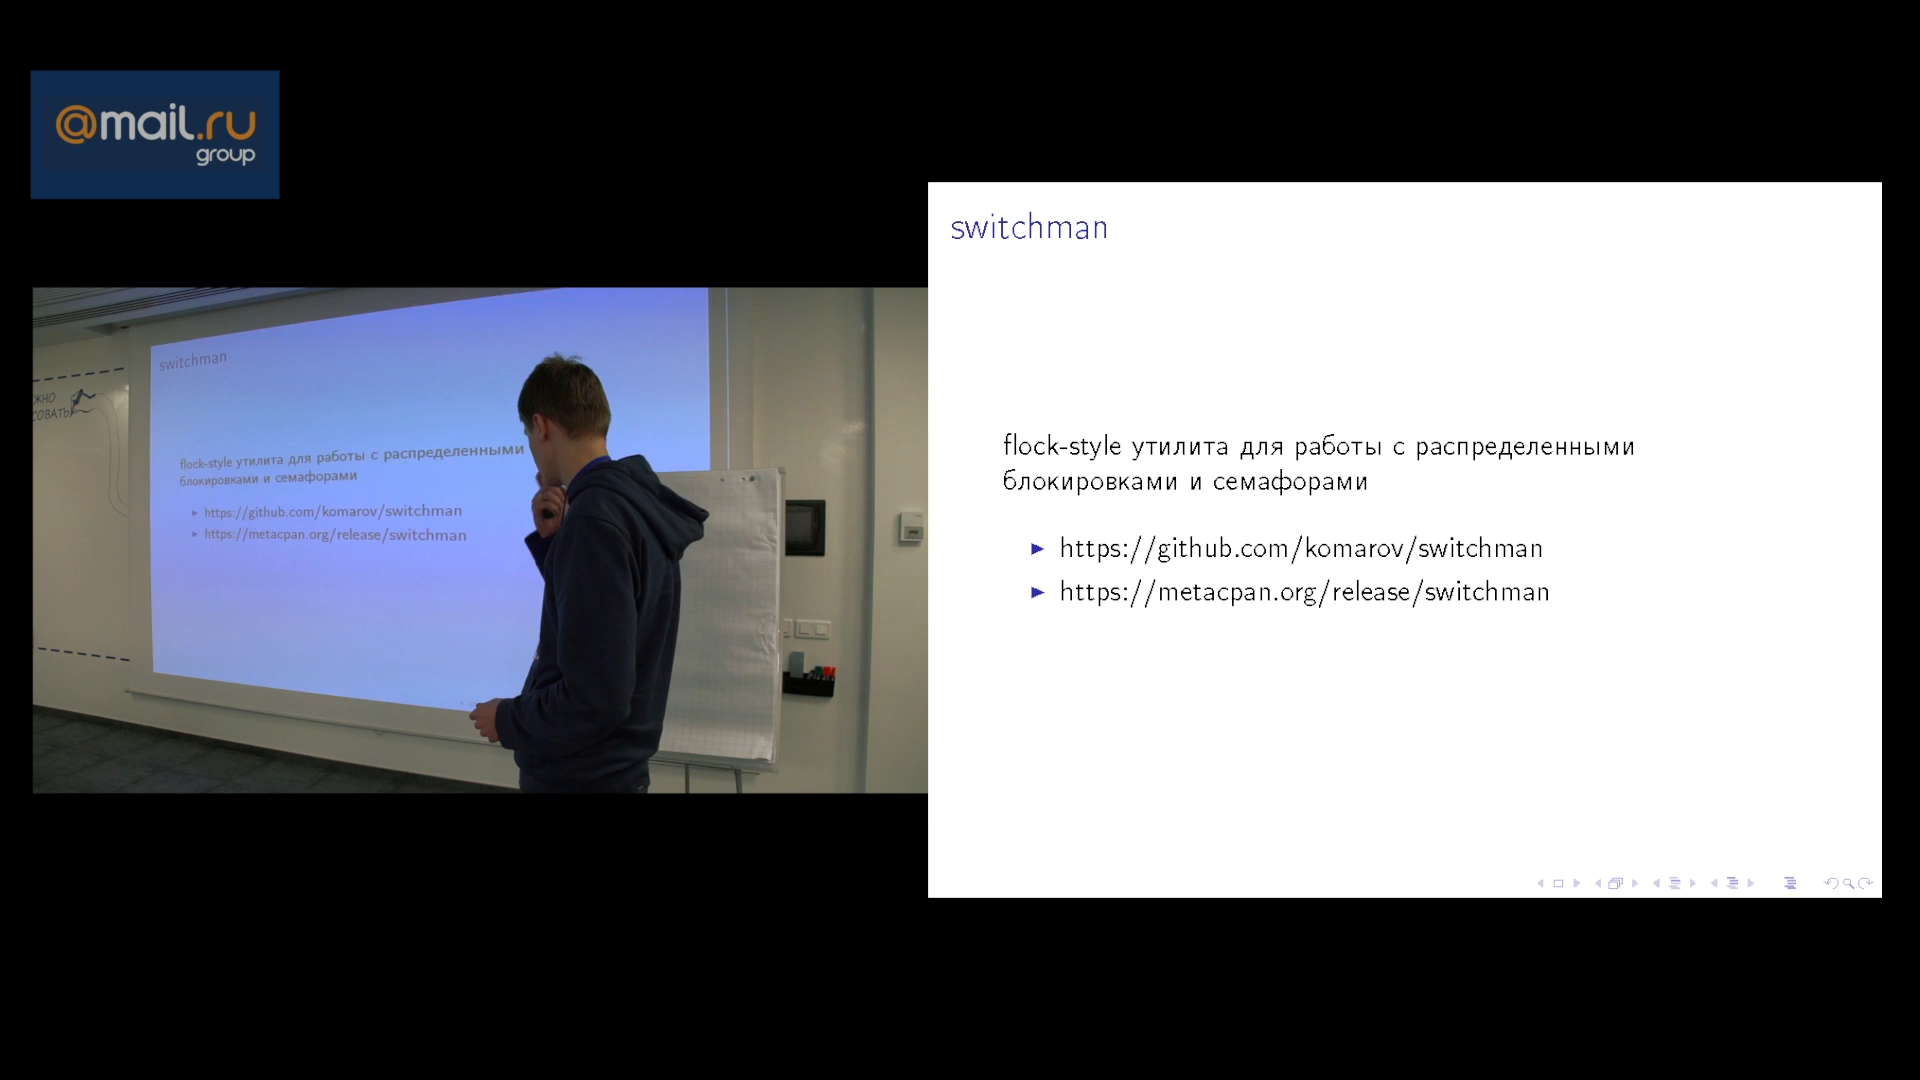 @mail.ru
group
switchman
flock-style утилита для работы с распределенными
блокировками и семафорами
https://github.com/komarov/switchman
https://metacpan.org/release/switchman
switchman
flock-style утилита для работы с распределенными
блокировками и семафорами
https://github.com/komarov/switchman
https://metacpan.org/release/switchman